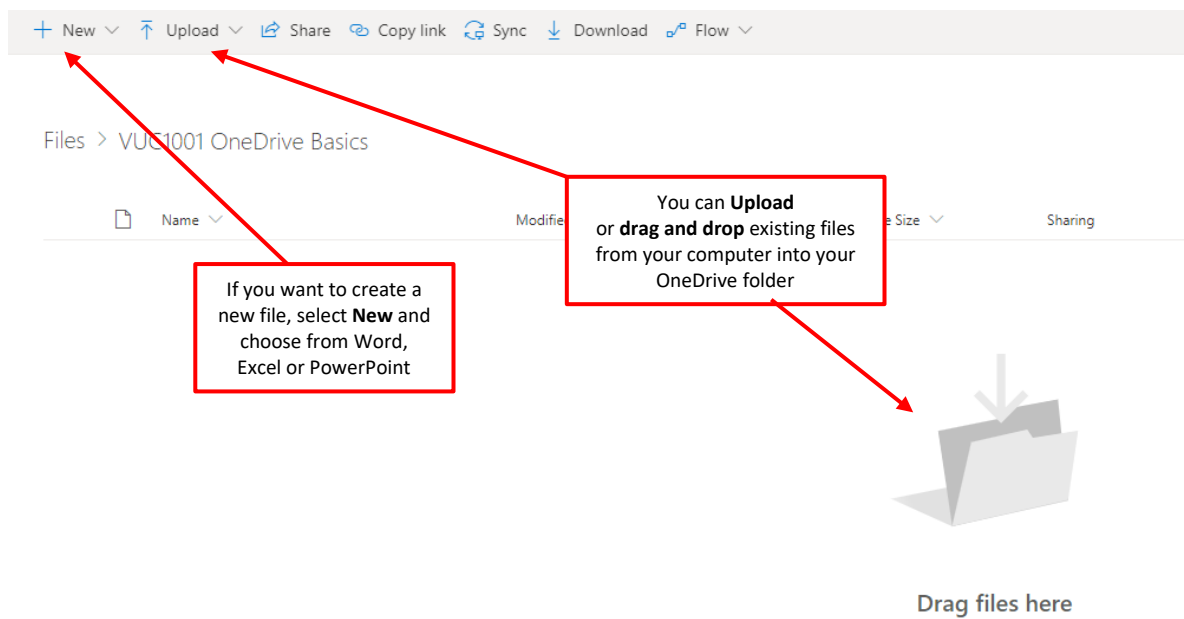 New Upload Share Copy link Sync Download Flow
Files > VUC1001 OneDrive Basics
Name Modifie e Size Sharing
You can Upload
or drag and drop existing files
from your computer into your
OneDrive folder
If you want to create a
new file, select New and
choose from Word,
Excel or PowerPoint
Drag files here